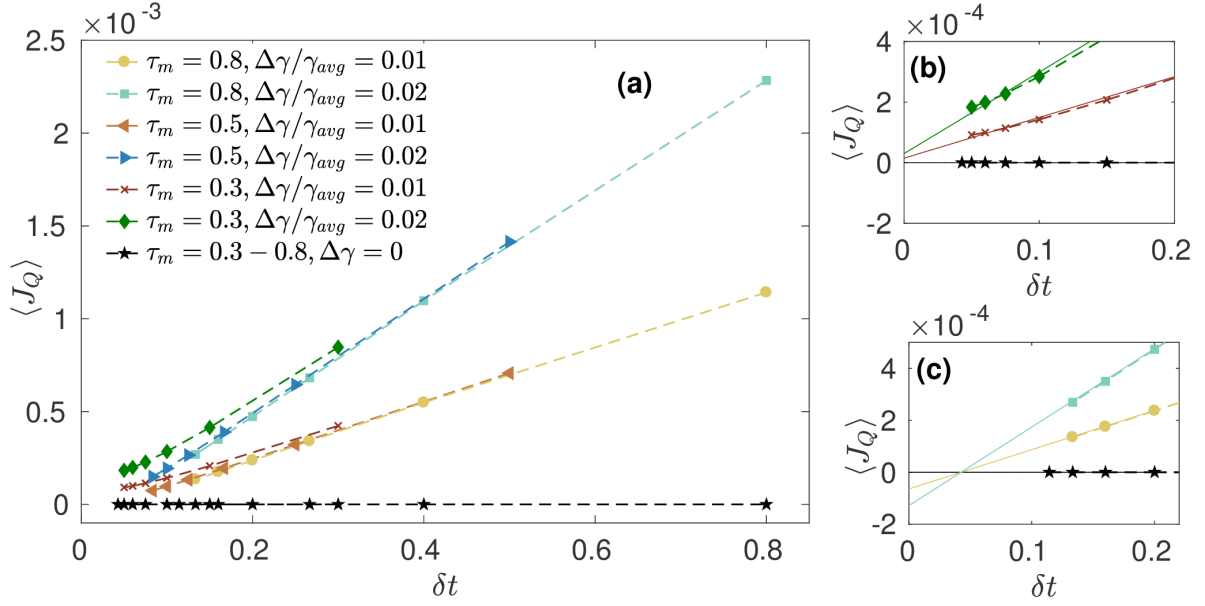 ×10⁻³
2.5
2
1.5
1
0.5
0
⟨J_Q⟩
τ_m = 0.8, Δγ/γ_avg = 0.01
τ_m = 0.8, Δγ/γ_avg = 0.02
τ_m = 0.5, Δγ/γ_avg = 0.01
τ_m = 0.5, Δγ/γ_avg = 0.02
τ_m = 0.3, Δγ/γ_avg = 0.01
τ_m = 0.3, Δγ/γ_avg = 0.02
τ_m = 0.3 − 0.8, Δγ = 0
(a)
0 0.2 0.4 0.6 0.8
δt
×10⁻⁴
(b)
4
2
0
-2
⟨J_Q⟩
0 0.1 0.2
δt
×10⁻⁴
(c)
4
2
0
-2
⟨J_Q⟩
0 0.1 0.2
δt